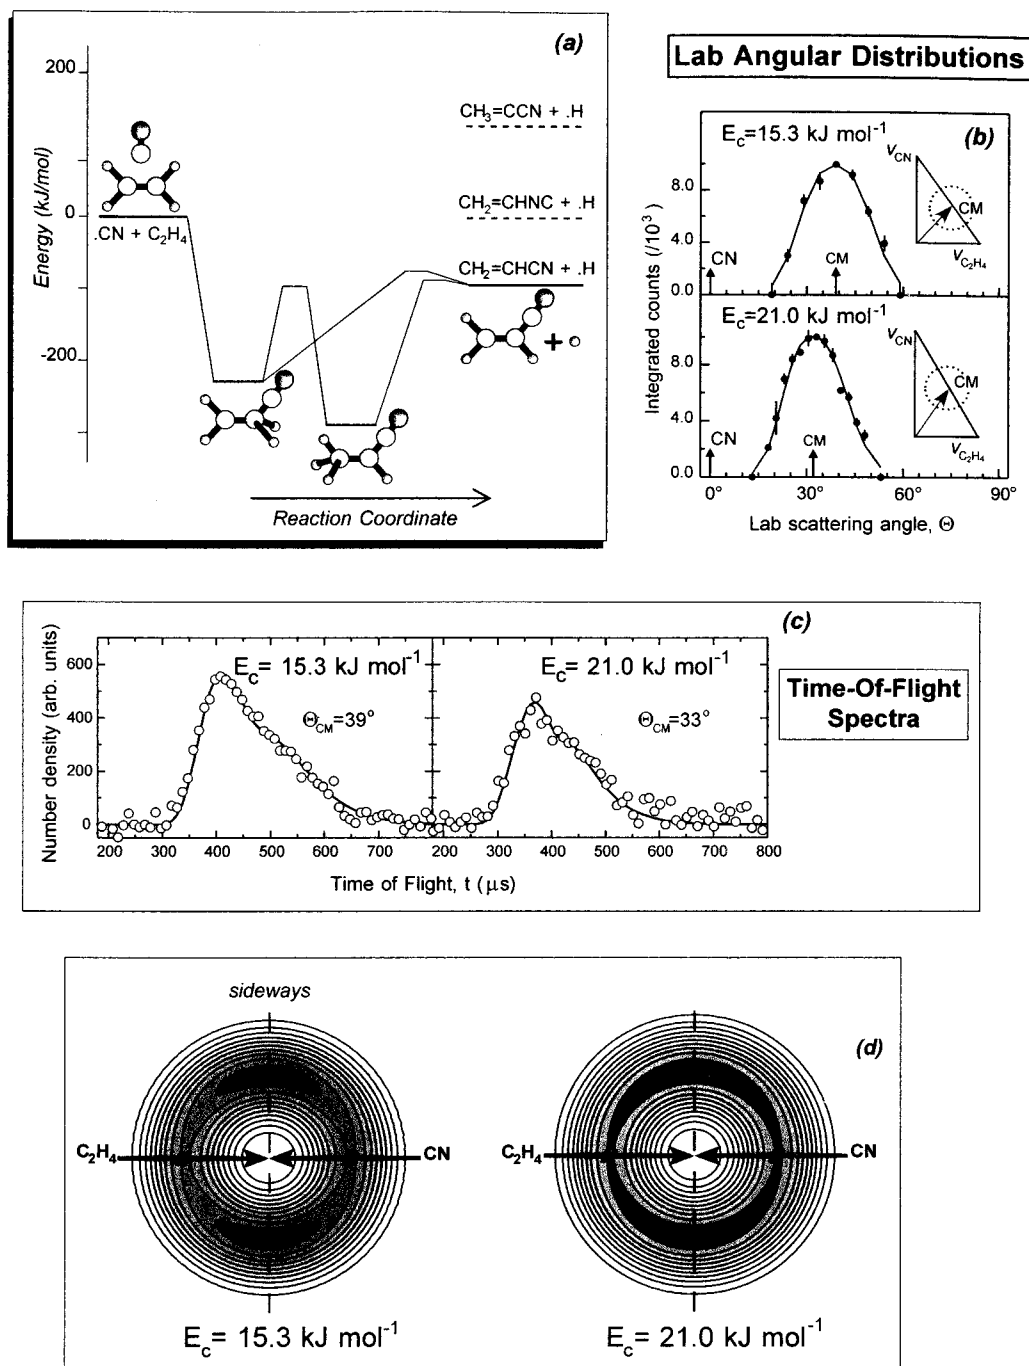 (a)
Energy (kJ/mol)
200
0
-200
.CN + C2H4
CH3=CCN + .H
CH2=CHNC + .H
CH2=CHCN + .H
+
Reaction Coordinate
Lab Angular Distributions
(b)
Integrated counts (/10³)
Ec=15.3 kJ mol⁻¹
8.0
4.0
0.0
CN
CM
VCN
CM
VC2H4
Ec=21.0 kJ mol⁻¹
8.0
4.0
0.0
CN
CM
VCN
CM
VC2H4
0° 30° 60° 90°
Lab scattering angle, Θ
(c)
Number density (arb. units)
600
400
200
0
Ec= 15.3 kJ mol⁻¹
ΘCM=39°
Ec= 21.0 kJ mol⁻¹
ΘCM=33°
200 300 400 500 600 700 200 300 400 500 600 700 800
Time of Flight, t (μs)
Time-Of-Flight
Spectra
(d)
sideways
C2H4
CN
Ec= 15.3 kJ mol⁻¹
C2H4
CN
Ec= 21.0 kJ mol⁻¹